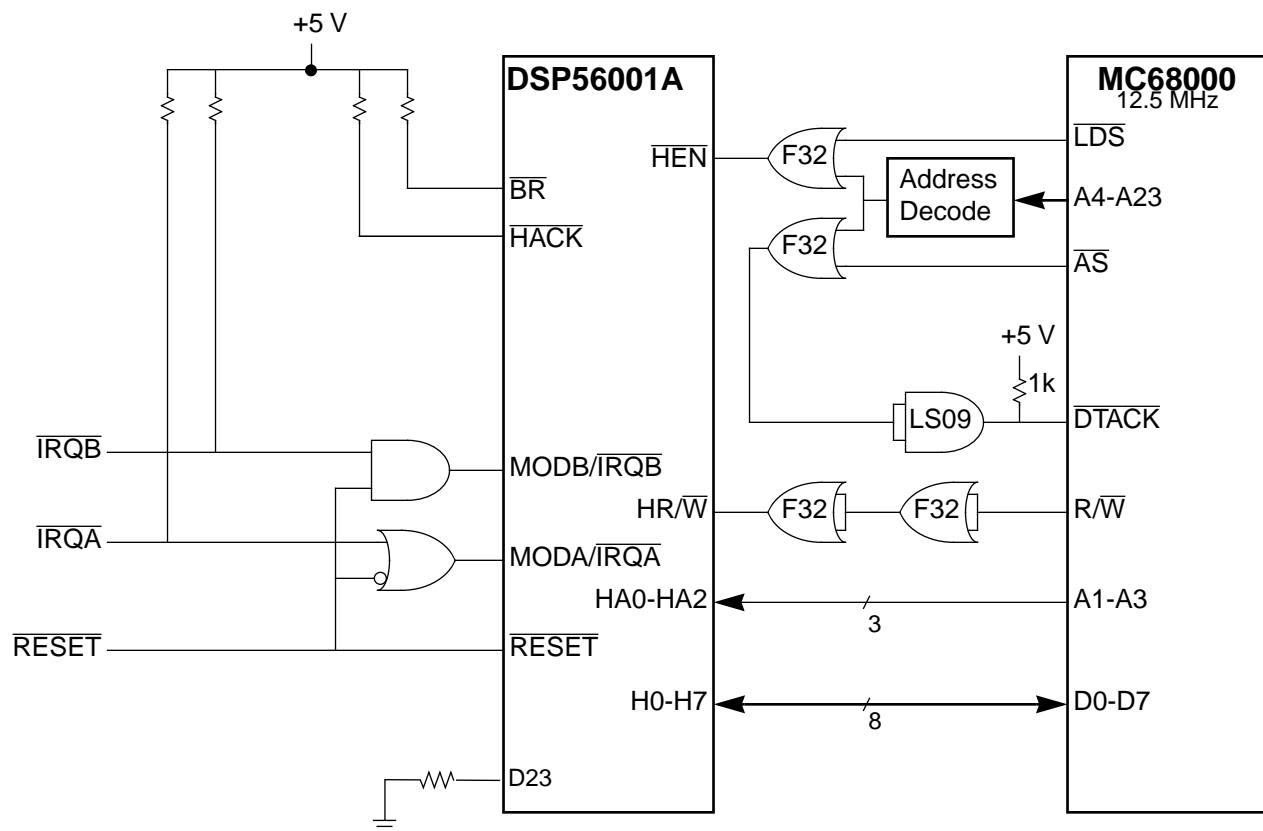 +5 V
DSP56001A
MC68000
12.5 MHz
HEN
F32
LDS
Address
Decode
A4-A23
BR
HACK
F32
AS
+5 V
1k
LS09
DTACK
IRQB
MODB/IRQB
HR/W
F32
F32
R/W
IRQA
MODA/IRQA
HA0-HA2
3
A1-A3
RESET
RESET
H0-H7
8
D0-D7
D23